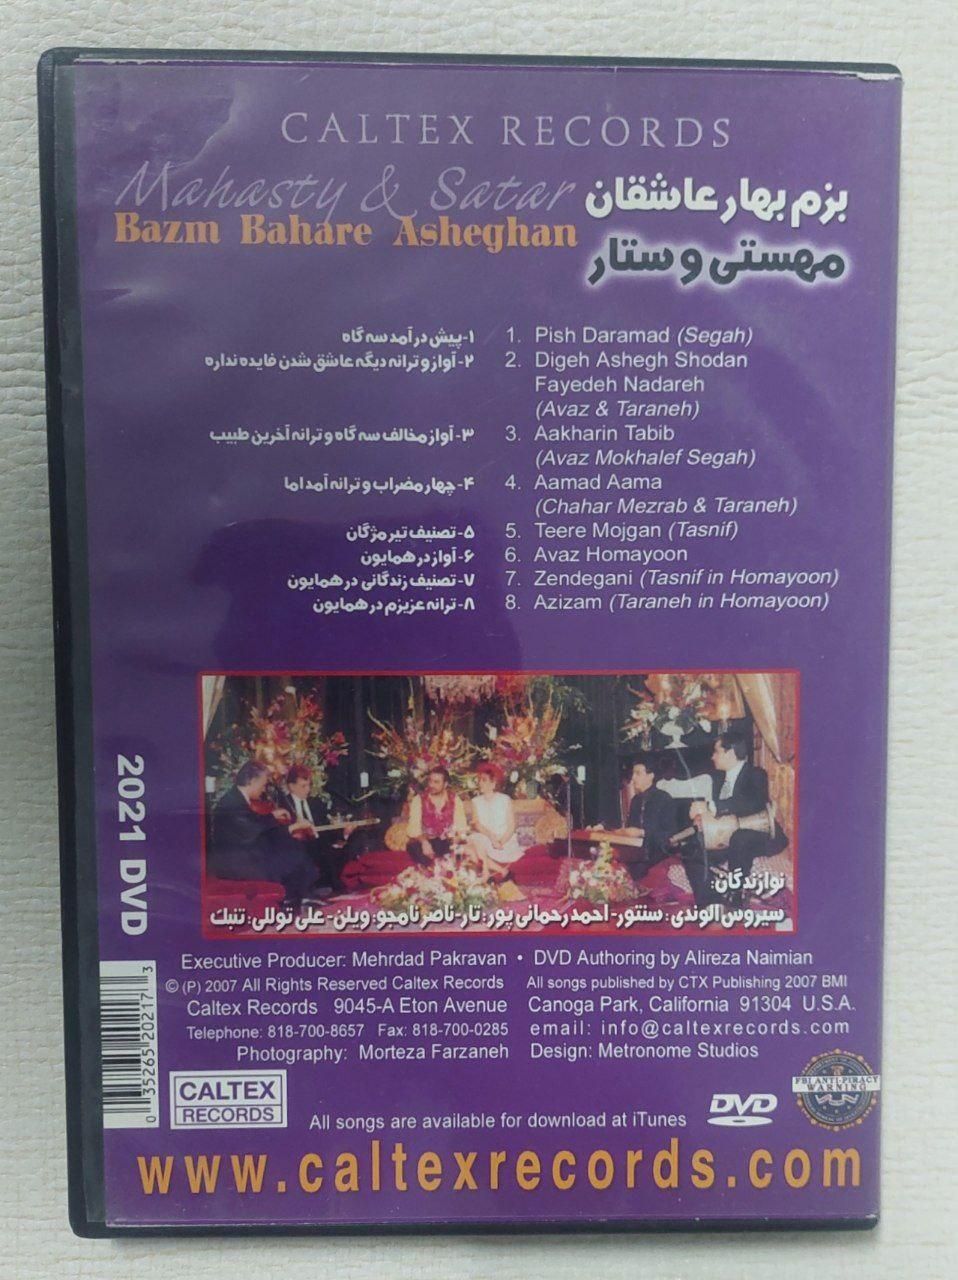 CALTEX RECORDS
Mahasty & Satar
Bazm Bahare Asheghan
بزم بهار عاشقان
مهستی و ستار
۱- پیش درآمد سه گاه
۲- آواز و ترانه دیگه عاشق شدن فایده نداره
۳- آواز مخالف سه گاه و ترانه آخرین طبیب
۴- چهار مضراب و ترانه آمد اما
۵- تصنیف تیر مژگان
۶- آواز در همایون
۷- تصنیف زندگانی در همایون
۸- ترانه عزیزم در همایون
1. Pish Daramad (Segah)
2. Digeh Ashegh Shodan
Fayedeh Nadareh
(Avaz & Taraneh)
3. Aakharin Tabib
(Avaz Mokhalef Segah)
4. Aamad Aama
(Chahar Mezrab & Taraneh)
5. Teere Mojgan (Tasnif)
6. Avaz Homayoon
7. Zendegani (Tasnif in Homayoon)
8. Azizam (Taraneh in Homayoon)
نوازندگان:
سیروس الوندی: سنتور- احمد رحمانی پور: تار- ناصر نامجو: ویلن- علی توللی: تنبک
2021 DVD
Executive Producer: Mehrdad Pakravan • DVD Authoring by Alireza Naimian
© (P) 2007 All Rights Reserved Caltex Records All songs published by CTX Publishing 2007 BMI
Caltex Records 9045-A Eton Avenue Canoga Park, California 91304 U.S.A.
Telephone: 818-700-8657 Fax: 818-700-0285 email: info@caltexrecords.com
Photography: Morteza Farzaneh Design: Metronome Studios
0 35265 20217 3
CALTEX
RECORDS
All songs are available for download at iTunes
DVD
FBI ANTI-PIRACY
WARNING
www.caltexrecords.com